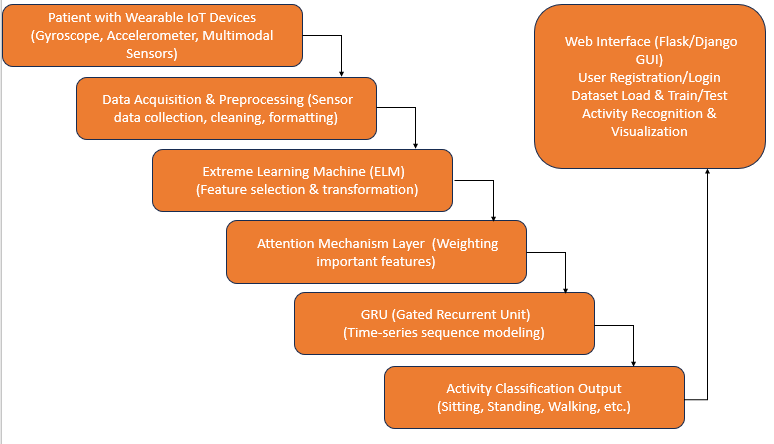 Patient with Wearable IoT Devices
(Gyroscope, Accelerometer, Multimodal
Sensors)
Data Acquisition & Preprocessing (Sensor
data collection, cleaning, formatting)
Extreme Learning Machine (ELM)
(Feature selection & transformation)
Attention Mechanism Layer (Weighting
important features)
GRU (Gated Recurrent Unit)
(Time-series sequence modeling)
Activity Classification Output
(Sitting, Standing, Walking, etc.)
Web Interface (Flask/Django
GUI)
User Registration/Login
Dataset Load & Train/Test
Activity Recognition &
Visualization